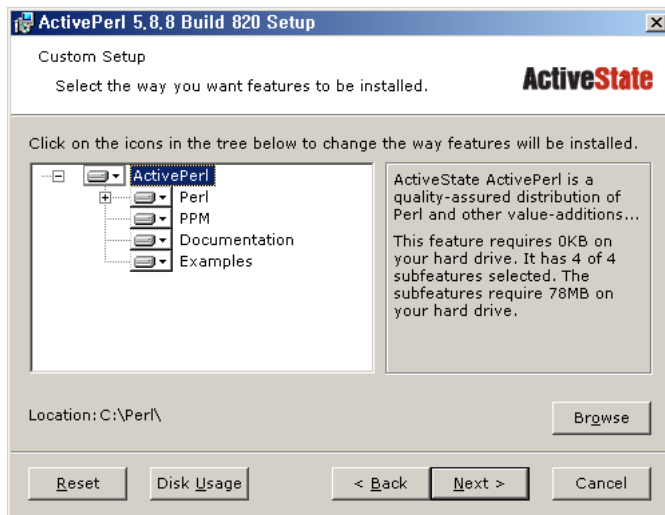 ActivePerl 5.8.8 Build 820 Setup
Custom Setup
Select the way you want features to be installed.
ActiveState
Click on the icons in the tree below to change the way features will be installed.
ActivePerl
Perl
PPM
Documentation
Examples
ActiveState ActivePerl is a
quality-assured distribution of
Perl and other value-additions...
This feature requires 0KB on
your hard drive. It has 4 of 4
subfeatures selected. The
subfeatures require 78MB on
your hard drive.
Location: C:\Perl\
Browse
Reset
Disk Usage
< Back
Next >
Cancel